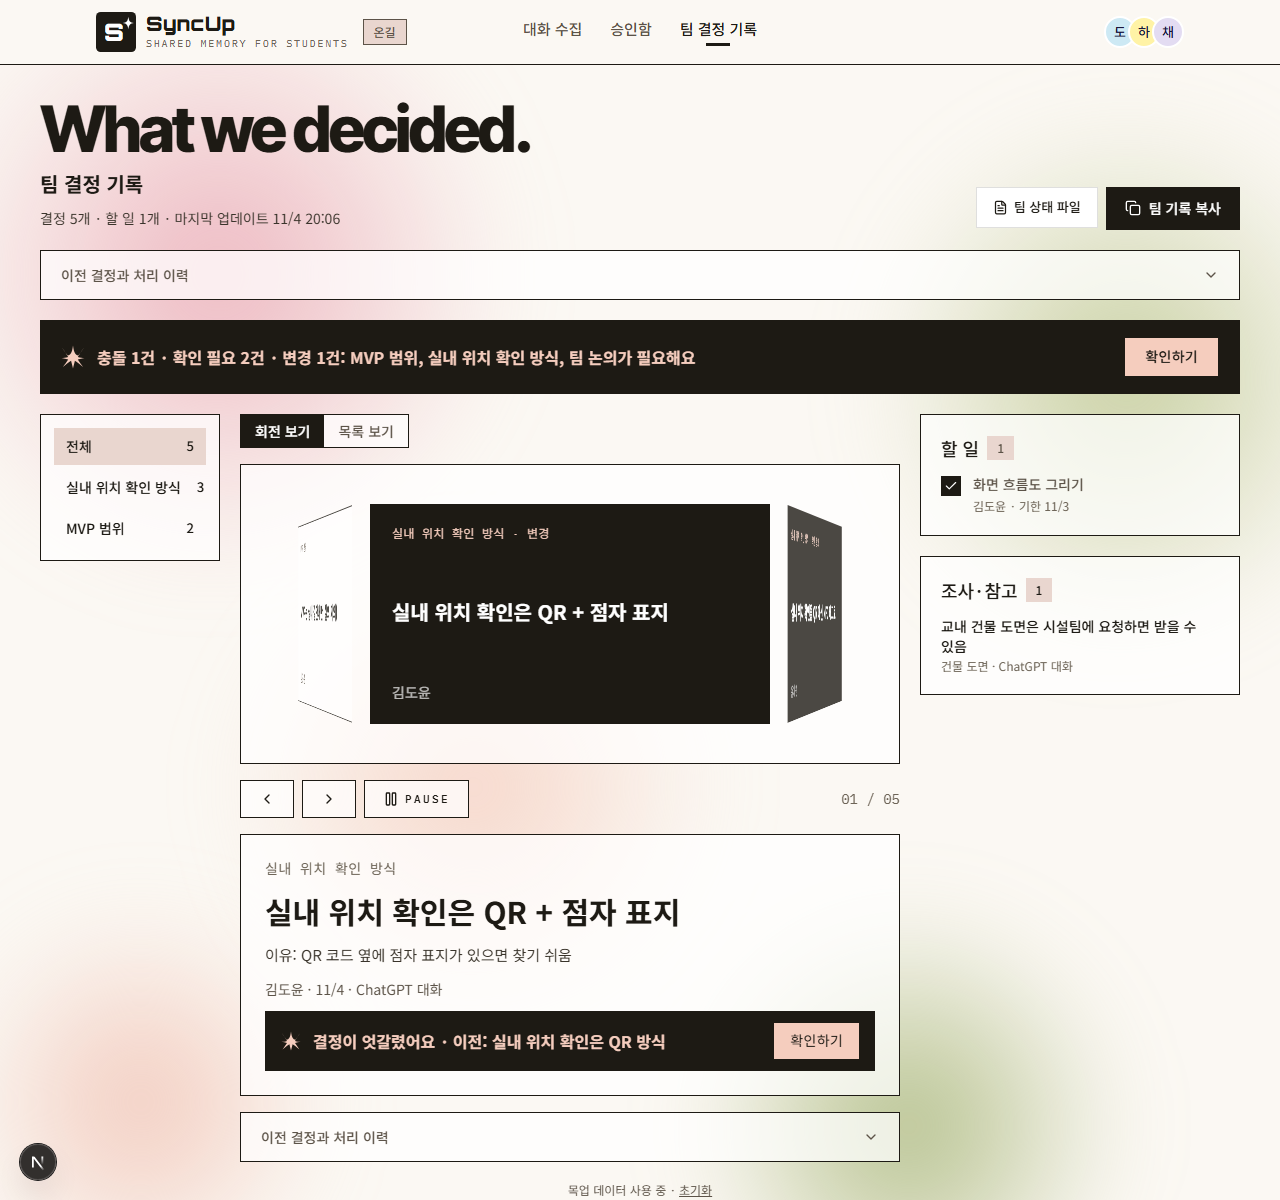 S
SyncUp
SHARED MEMORY FOR STUDENTS
온길
대화 수집
승인함
팀 결정 기록
도
하
채
What we decided.
팀 결정 기록
결정 5개 · 할 일 1개 · 마지막 업데이트 11/4 20:06
팀 상태 파일
팀 기록 복사
이전 결정과 처리 이력
충돌 1건 · 확인 필요 2건 · 변경 1건: MVP 범위, 실내 위치 확인 방식, 팀 논의가 필요해요
확인하기
전체 5
실내 위치 확인 방식 3
MVP 범위 2
회전 보기
목록 보기
실내 위치 확인 방식 · 변경
실내 위치 확인은 QR + 점자 표지
김도윤
PAUSE
01 / 05
실내 위치 확인 방식
실내 위치 확인은 QR + 점자 표지
이유: QR 코드 옆에 점자 표지가 있으면 찾기 쉬움
김도윤 · 11/4 · ChatGPT 대화
결정이 엇갈렸어요 · 이전: 실내 위치 확인은 QR 방식
확인하기
이전 결정과 처리 이력
할 일 1
화면 흐름도 그리기
김도윤 · 기한 11/3
조사·참고 1
교내 건물 도면은 시설팀에 요청하면 받을 수
있음
건물 도면 · ChatGPT 대화
N
목업 데이터 사용 중 · 초기화